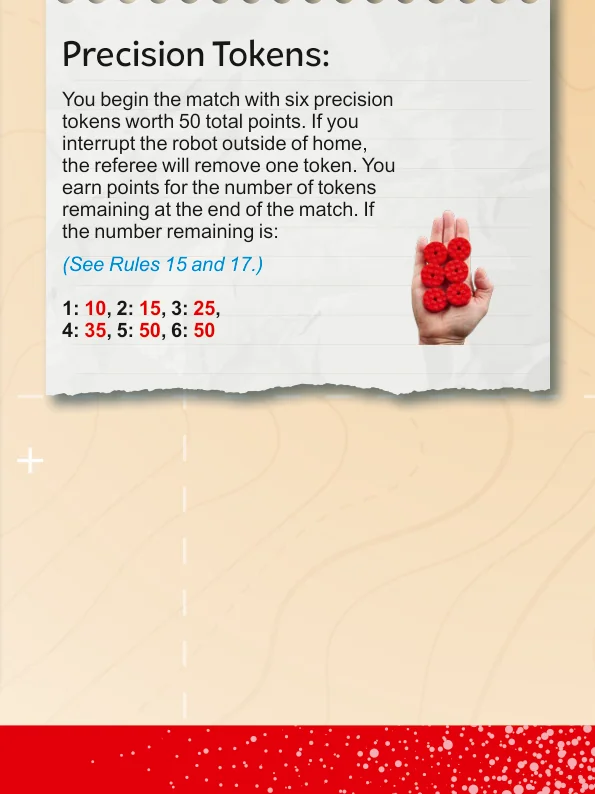 Precision Tokens:
You begin the match with six precision
tokens worth 50 total points. If you
interrupt the robot outside of home,
the referee will remove one token. You
earn points for the number of tokens
remaining at the end of the match. If
the number remaining is:
(See Rules 15 and 17.)
1: 10, 2: 15, 3: 25,
4: 35, 5: 50, 6: 50